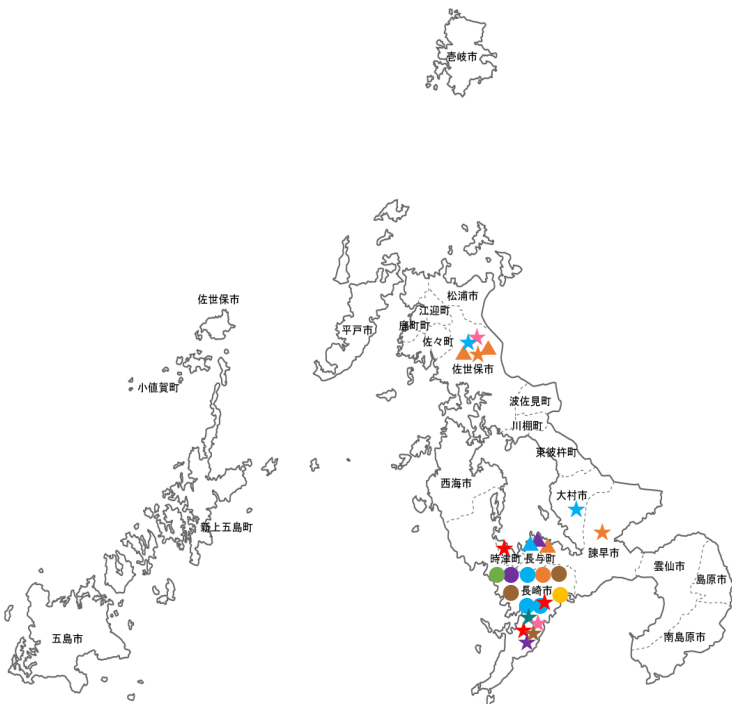 壱岐市
佐世保市
松浦市
江迎町
鹿町町
平戸市
佐々町
佐世保市
小値賀町
波佐見町
川棚町
東彼杵町
西海市
大村市
新上五島町
時津町
長与町
諫早市
雲仙市
島原市
長崎市
五島市
南島原市